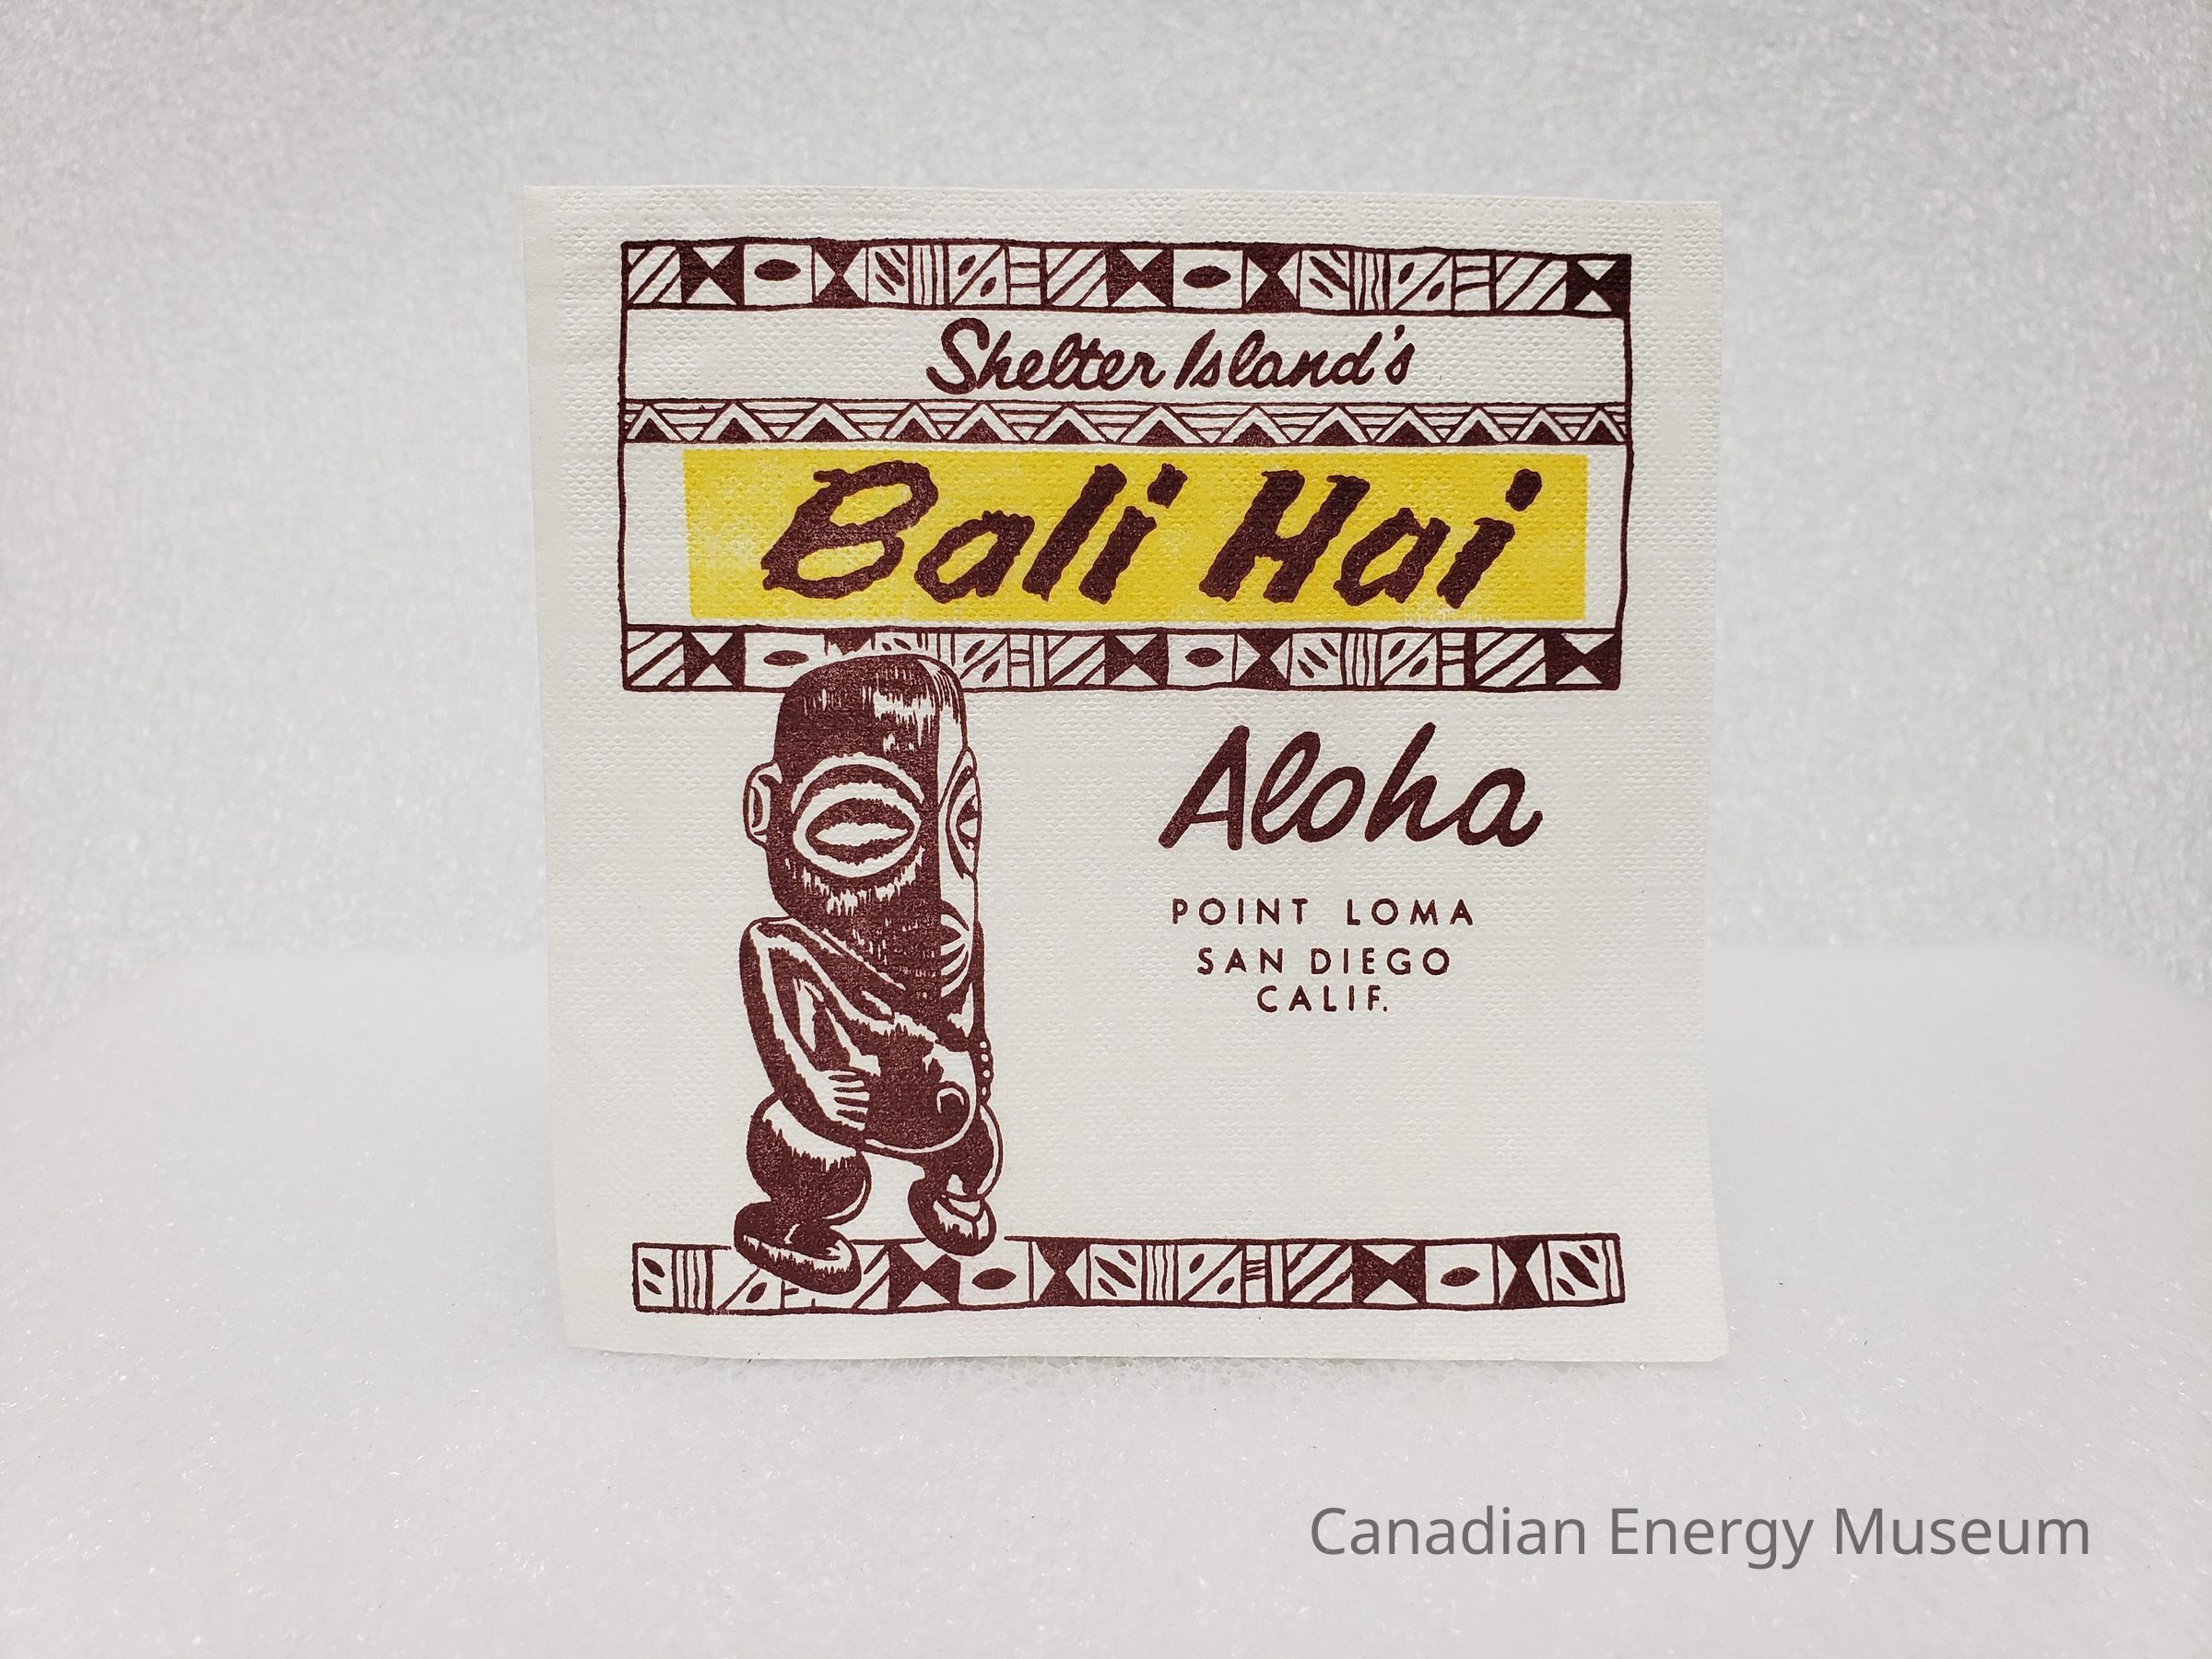 Shelter Island's
Bali Hai
Aloha
POINT LOMA
SAN DIEGO
CALIF.
Canadian Energy Museum